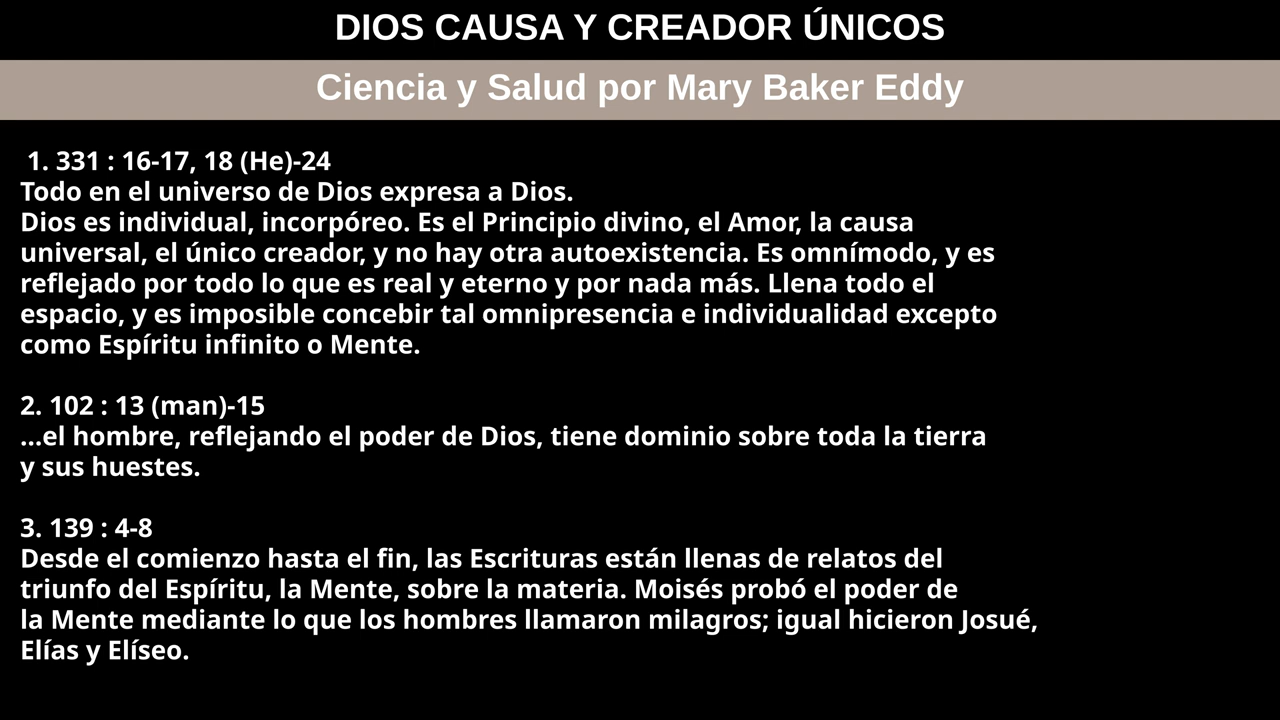 DIOS CAUSA Y CREADOR ÚNICOS
Ciencia y Salud por Mary Baker Eddy
1. 331 : 16-17, 18 (He)-24
Todo en el universo de Dios expresa a Dios.
Dios es individual, incorpóreo. Es el Principio divino, el Amor, la causa
universal, el único creador, y no hay otra autoexistencia. Es omnímodo, y es
reflejado por todo lo que es real y eterno y por nada más. Llena todo el
espacio, y es imposible concebir tal omnipresencia e individualidad excepto
como Espíritu infinito o Mente.
2. 102 : 13 (man)-15
...el hombre, reflejando el poder de Dios, tiene dominio sobre toda la tierra
y sus huestes.
3. 139 : 4-8
Desde el comienzo hasta el fin, las Escrituras están llenas de relatos del
triunfo del Espíritu, la Mente, sobre la materia. Moisés probó el poder de
la Mente mediante lo que los hombres llamaron milagros; igual hicieron Josué,
Elías y Elíseo.